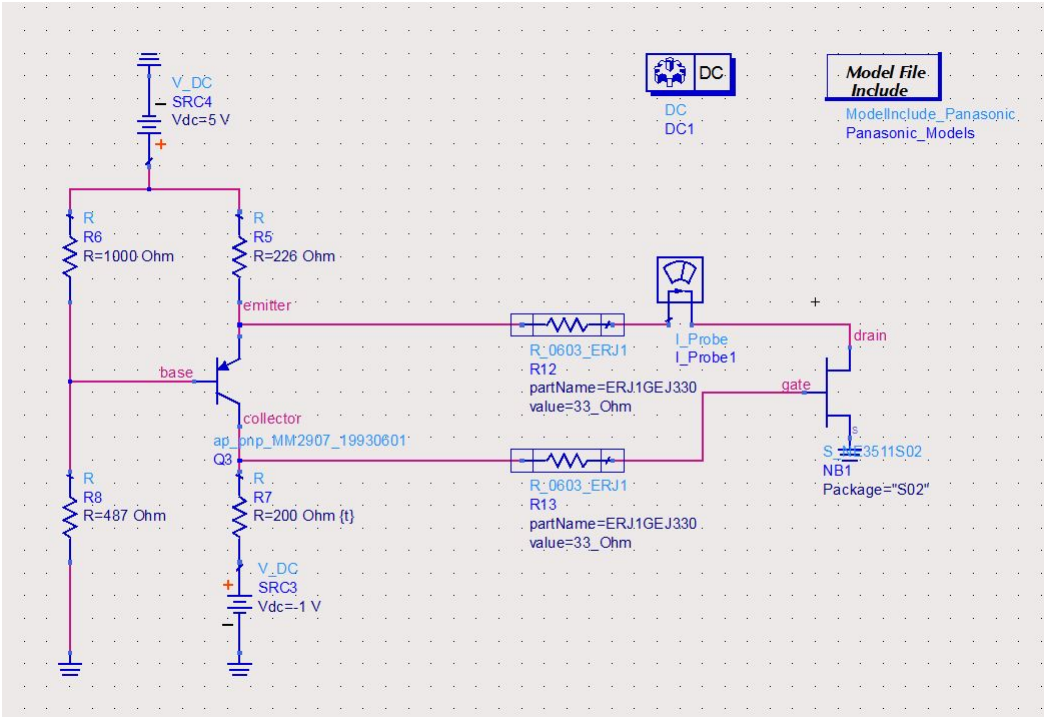 V_DC
SRC4
Vdc=5 V
DC
DC
DC1
Model File
Include
ModelInclude_Panasonic
Panasonic_Models
R
R6
R=1000 Ohm
R
R5
R=226 Ohm
emitter
I_Probe
I_Probe1
drain
R_0603_ERJ1
R12
partName=ERJ1GEJ330
value=33_Ohm
base
gate
collector
ap_pnp_MM2907_19930601
Q3
s
S_NE3511S02
NB1
Package="S02"
R
R8
R=487 Ohm
R
R7
R=200 Ohm {t}
R_0603_ERJ1
R13
partName=ERJ1GEJ330
value=33_Ohm
V_DC
SRC3
Vdc=-1 V